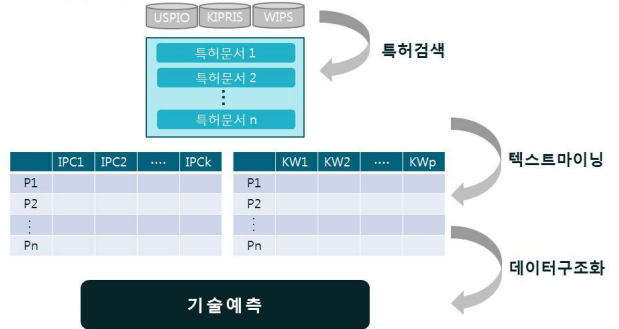 USPIO KIPRIS WIPS
특허검색
특허문서 1
특허문서 2
⋮
특허문서 n
텍스트마이닝
IPC1 IPC2 .... IPCk
P1
P2
⋮
Pn
KW1 KW2 .... KWp
P1
P2
⋮
Pn
데이터구조화
기술예측